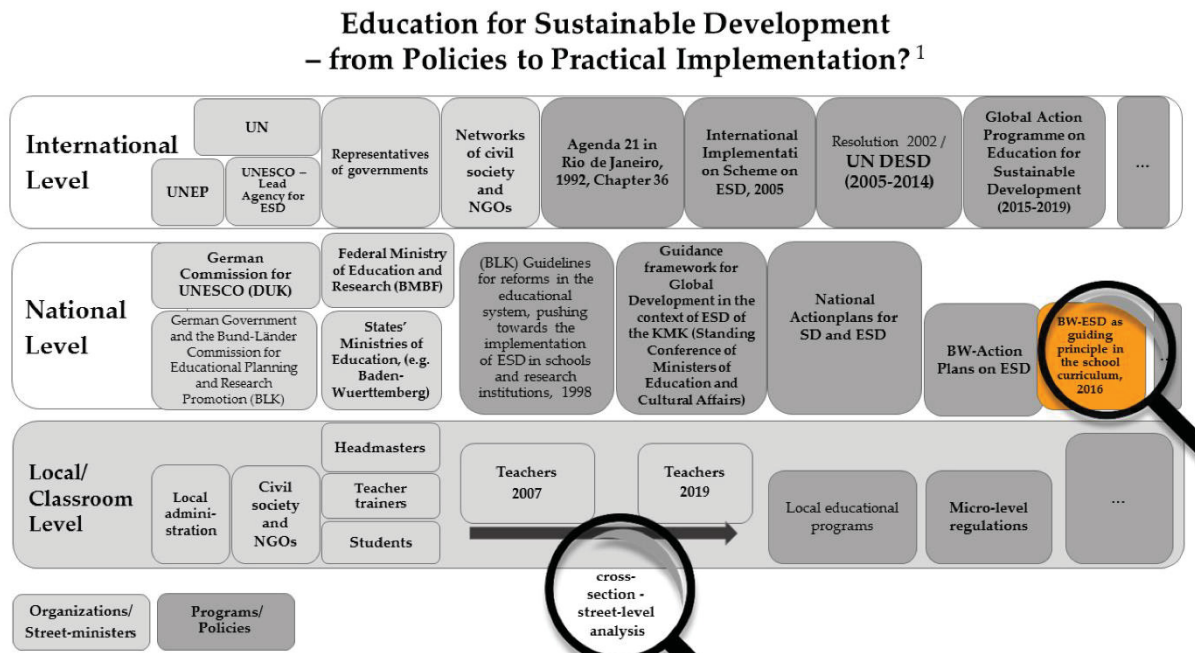 Education for Sustainable Development
– from Policies to Practical Implementation? 1
International
Level
UN
UNEP
UNESCO –
Lead
Agency for
ESD
Representatives
of governments
Networks
of civil
society
and
NGOs
Agenda 21 in
Rio de Janeiro,
1992, Chapter 36
International
Implementati
on Scheme on
ESD, 2005
Resolution 2002 /
UN DESD
(2005-2014)
Global Action
Programme on
Education for
Sustainable
Development
(2015-2019)
...
National
Level
German
Commission for
UNESCO (DUK)
German Government
and the Bund-Länder
Commission for
Educational Planning
and Research
Promotion (BLK)
Federal Ministry
of Education and
Research (BMBF)
States’
Ministries of
Education, (e.g.
Baden-
Wuerttemberg)
(BLK) Guidelines
for reforms in the
educational
system, pushing
towards the
implementation
of ESD in schools
and research
institutions, 1998
Guidance
framework for
Global
Development in the
context of ESD of
the KMK (Standing
Conference of
Ministers of
Education and
Cultural Affairs)
National
Actionplans for
SD and ESD
BW-Action
Plans on ESD
BW-ESD as
guiding
principle in
the school
curriculum,
2016
...
Local/
Classroom
Level
Local
admini-
stration
Civil
society
and
NGOs
Headmasters
Teacher
trainers
Students
Teachers
2007
Teachers
2019
cross-
section -
street-level
analysis
Local educational
programs
Micro-level
regulations
...
Organizations/
Street-ministers
Programs/
Policies